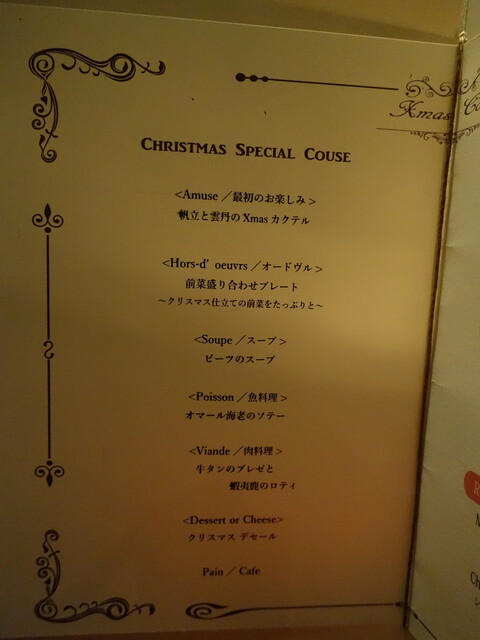 Xmas
CHRISTMAS SPECIAL COUSE
<Amuse／最初のお楽しみ>
帆立と雲丹のXmasカクテル
<Hors-d'oeuvrs／オードヴル>
前菜盛り合わせプレート
～クリスマス仕立ての前菜をたっぷりと～
<Soupe／スープ>
ビーツのスープ
<Poisson／魚料理>
オマール海老のソテー
<Viande／肉料理>
牛タンのブレゼと
蝦夷鹿のロティ
<Dessert or Cheese>
クリスマス デセール
Pain／Cafe